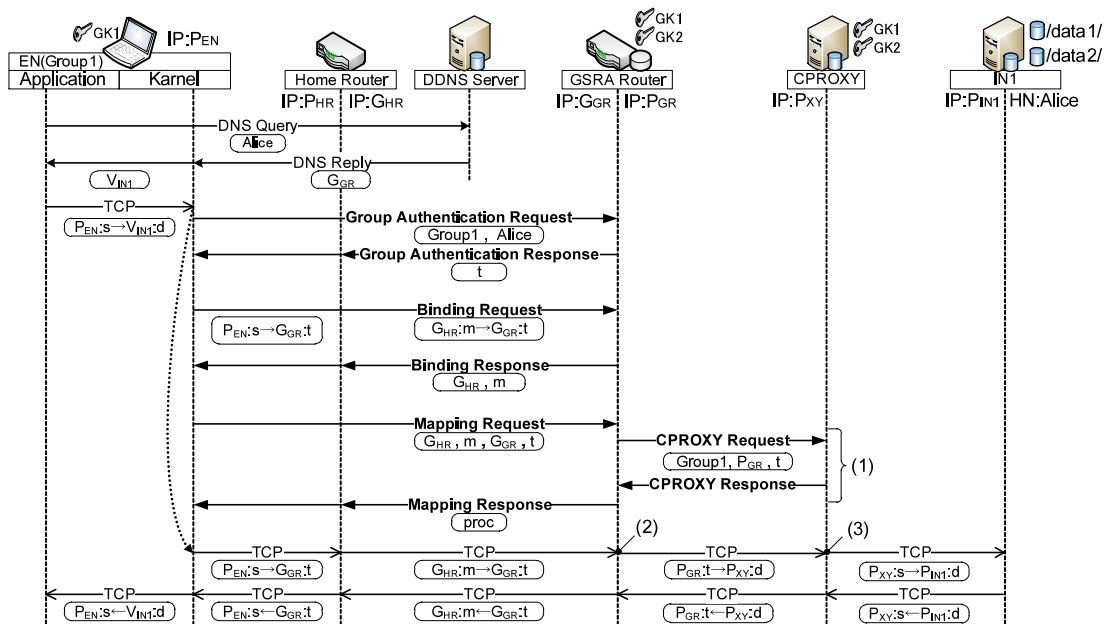 GK1
IP:PEN
EN(Group1)
Application
Karnel
Home Router
IP:PHR
IP:GHR
DDNS Server
GK1
GK2
GSRA Router
IP:GGR
IP:PGR
GK1
GK2
CPROXY
IP:PXY
/data1/
/data2/
IN1
IP:PIN1 HN:Alice
DNS Query
Alice
DNS Reply
VIN1
GGR
TCP
PEN:s→VIN1:d
Group Authentication Request
Group1 , Alice
Group Authentication Response
t
Binding Request
PEN:s→GGR:t
GHR:m→GGR:t
Binding Response
GHR , m
Mapping Request
GHR , m , GGR , t
CPROXY Request
Group1, PGR , t
(1)
CPROXY Response
Mapping Response
proc
(2)
(3)
TCP
TCP
TCP
TCP
PEN:s→GGR:t
GHR:m→GGR:t
PGR:t→PXY:d
PXY:s→PIN1:d
TCP
TCP
TCP
TCP
TCP
PEN:s←VIN1:d
PEN:s←GGR:t
GHR:m←GGR:t
PGR:t←PXY:d
PXY:s←PIN1:d